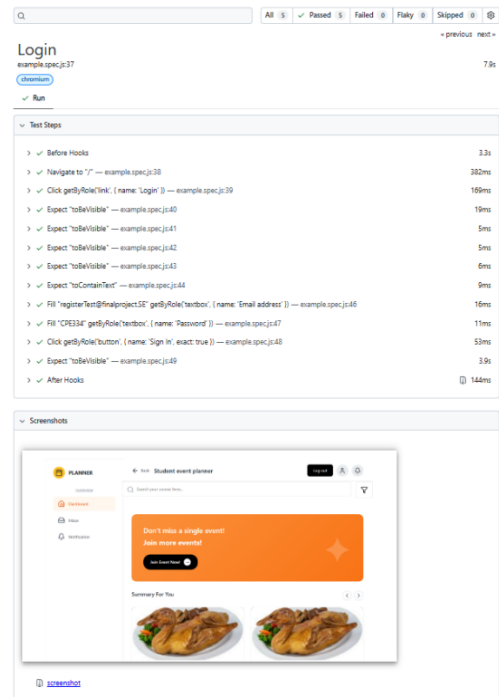 All 5 Passed 5 Failed 0 Flaky 0 Skipped 0
« previous next »
Login
example.spec.js:37 7.9s
chromium
Run
Test Steps
Before Hooks 3.3s
Navigate to "/" — example.spec.js:38 382ms
Click getByRole('link', { name: 'Login' }) — example.spec.js:39 169ms
Expect "toBeVisible" — example.spec.js:40 19ms
Expect "toBeVisible" — example.spec.js:41 5ms
Expect "toBeVisible" — example.spec.js:42 5ms
Expect "toBeVisible" — example.spec.js:43 6ms
Expect "toContainText" — example.spec.js:44 9ms
Fill "registerTest@finalproject.SE" getByRole('textbox', { name: 'Email address' }) — example.spec.js:46 16ms
Fill "CPE334" getByRole('textbox', { name: 'Password' }) — example.spec.js:47 11ms
Click getByRole('button', { name: 'Sign In', exact: true }) — example.spec.js:48 53ms
Expect "toBeVisible" — example.spec.js:49 3.9s
After Hooks 144ms
Screenshots
PLANNER
Back Student event planner Log out
Dashboard
Inbox
Notification
Don't miss a single event!
Join more events!
Join Event Now!
Summary For You
screenshot